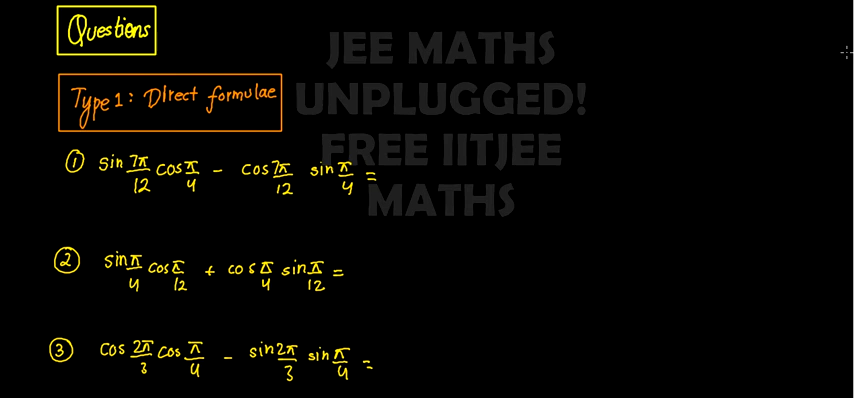 Questions
JEE MATHS
UNPLUGGED!
FREE IITJEE
MATHS
Type 1: Direct formulae
① sin 7π/12 cos π/4 - cos 7π/12 sin π/4 =
② sin π/4 cos π/12 + cos π/4 sin π/12 =
③ cos 2π/3 cos π/4 - sin 2π/3 sin π/4 =